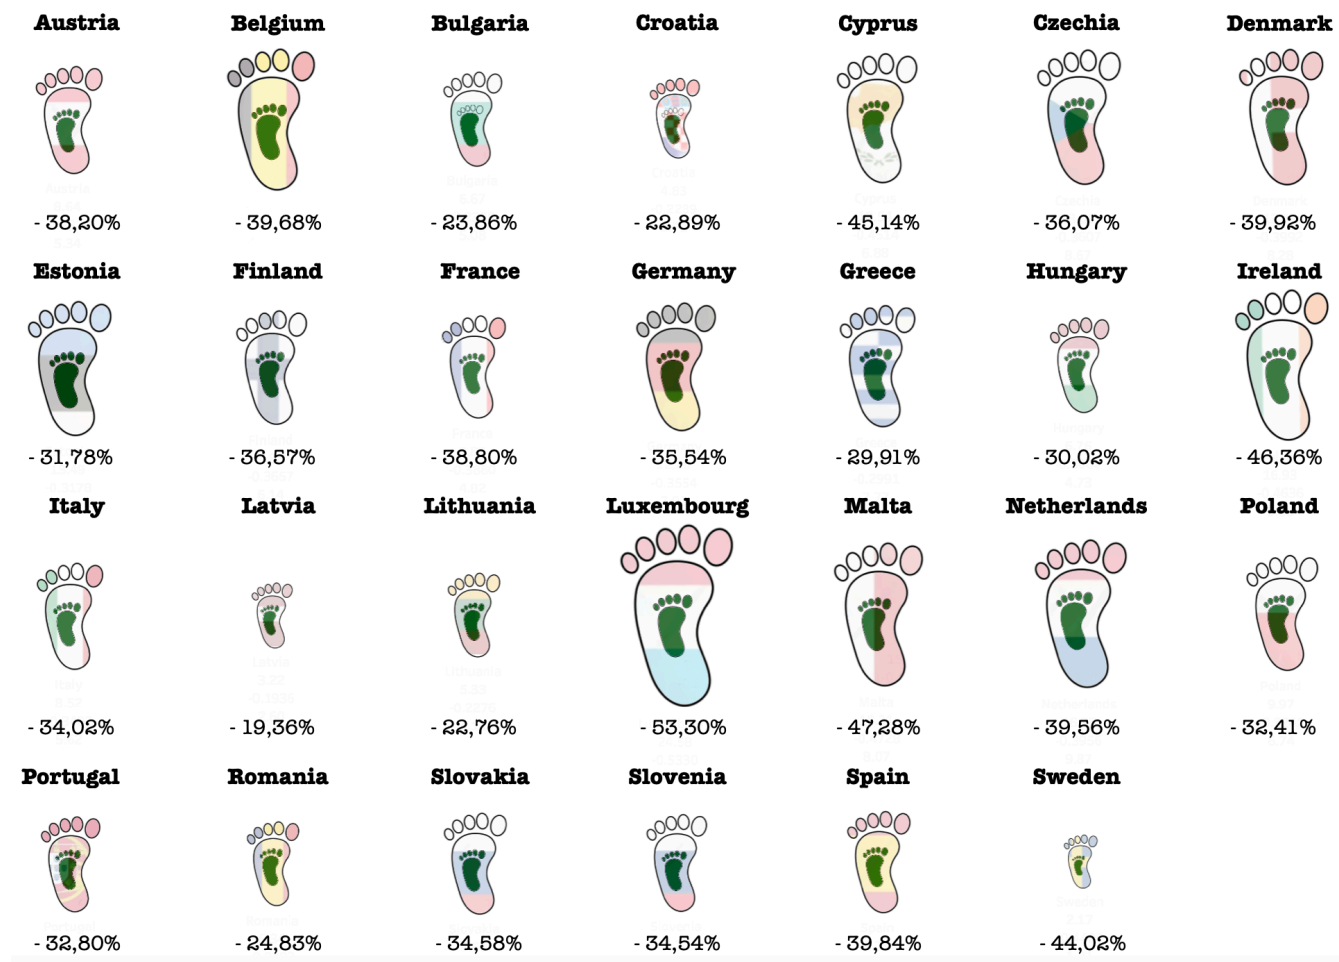 Austria Belgium Bulgaria Croatia Cyprus Czechia Denmark
- 38,20% - 39,68% - 23,86% - 22,89% - 45,14% - 36,07% - 39,92%
Estonia Finland France Germany Greece Hungary Ireland
- 31,78% - 36,57% - 38,80% - 35,54% - 29,91% - 30,02% - 46,36%
Italy Latvia Lithuania Luxembourg Malta Netherlands Poland
- 34,02% - 19,36% - 22,76% - 53,30% - 47,28% - 39,56% - 32,41%
Portugal Romania Slovakia Slovenia Spain Sweden
- 32,80% - 24,83% - 34,58% - 34,54% - 39,84% - 44,02%